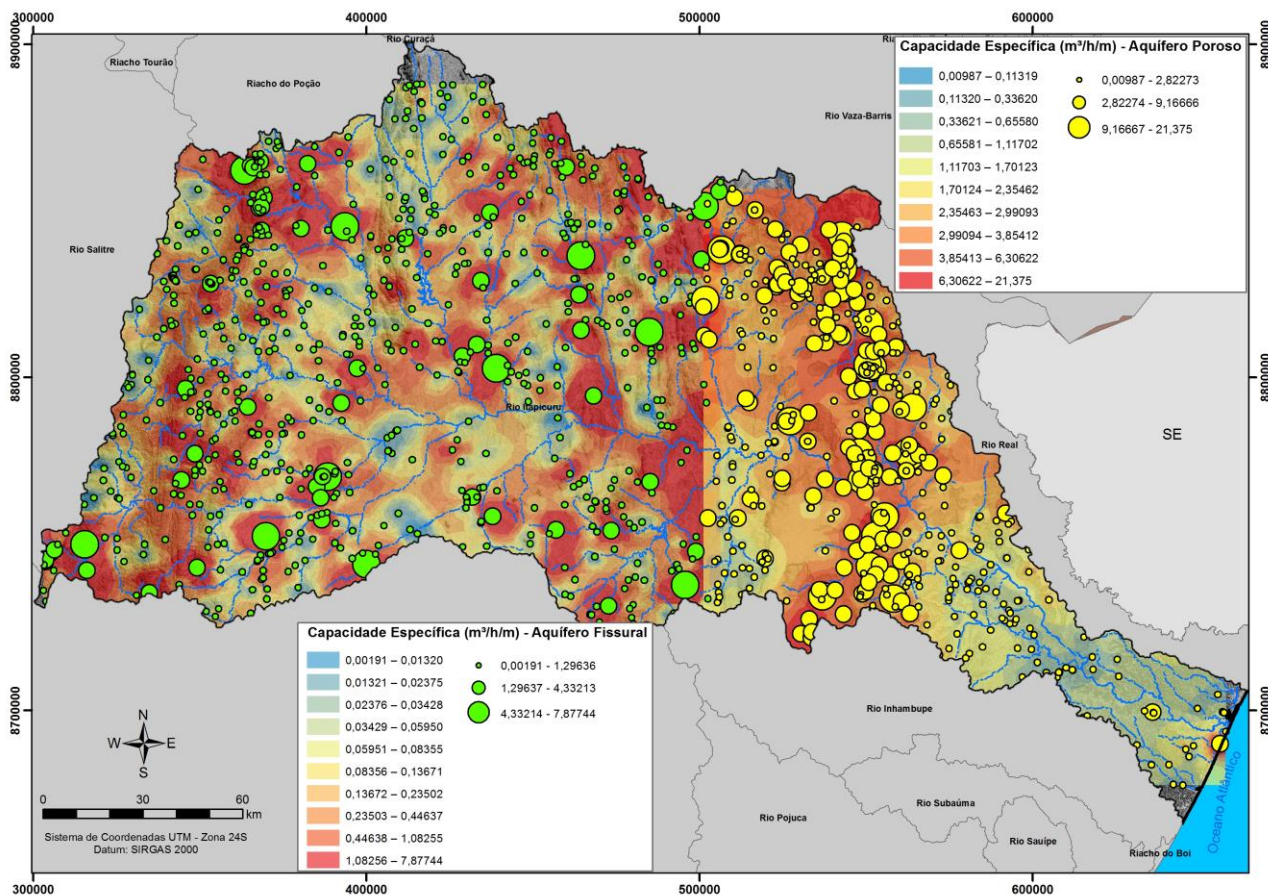 300000 400000 500000 600000
8900000
8900000
Rio Curaçá
Riacho Tourão
Riacho do Poção
Rio Vaza-Barris
Capacidade Específica (m³/h/m) - Aquífero Poroso
0,00987 – 0,11319
0,11320 – 0,33620
0,33621 – 0,65580
0,65581 – 1,11702
1,11703 – 1,70123
1,70124 – 2,35462
2,35463 – 2,99093
2,99094 – 3,85412
3,85413 – 6,30622
6,30622 – 21,375
0,00987 - 2,82273
2,82274 - 9,16666
9,16667 - 21,375
Rio Salitre
8800000
8800000
Rio Itapicuru
Rio Real
SE
Capacidade Específica (m³/h/m) - Aquífero Fissural
0,00191 – 0,01320
0,01321 – 0,02375
0,02376 – 0,03428
0,03429 – 0,05950
0,05951 – 0,08355
0,08356 – 0,13671
0,13672 – 0,23502
0,23503 – 0,44637
0,44638 – 1,08255
1,08256 – 7,87744
0,00191 - 1,29636
1,29637 - 4,33213
4,33214 - 7,87744
8700000
8700000
Rio Inhambupe
Rio Pojuca
Rio Subaúma
Rio Sauípe
Riacho do Boi
Oceano Atlântico
N
W E
S
0 30 60
km
Sistema de Coordenadas UTM - Zona 24S
Datum: SIRGAS 2000
300000 400000 500000 600000